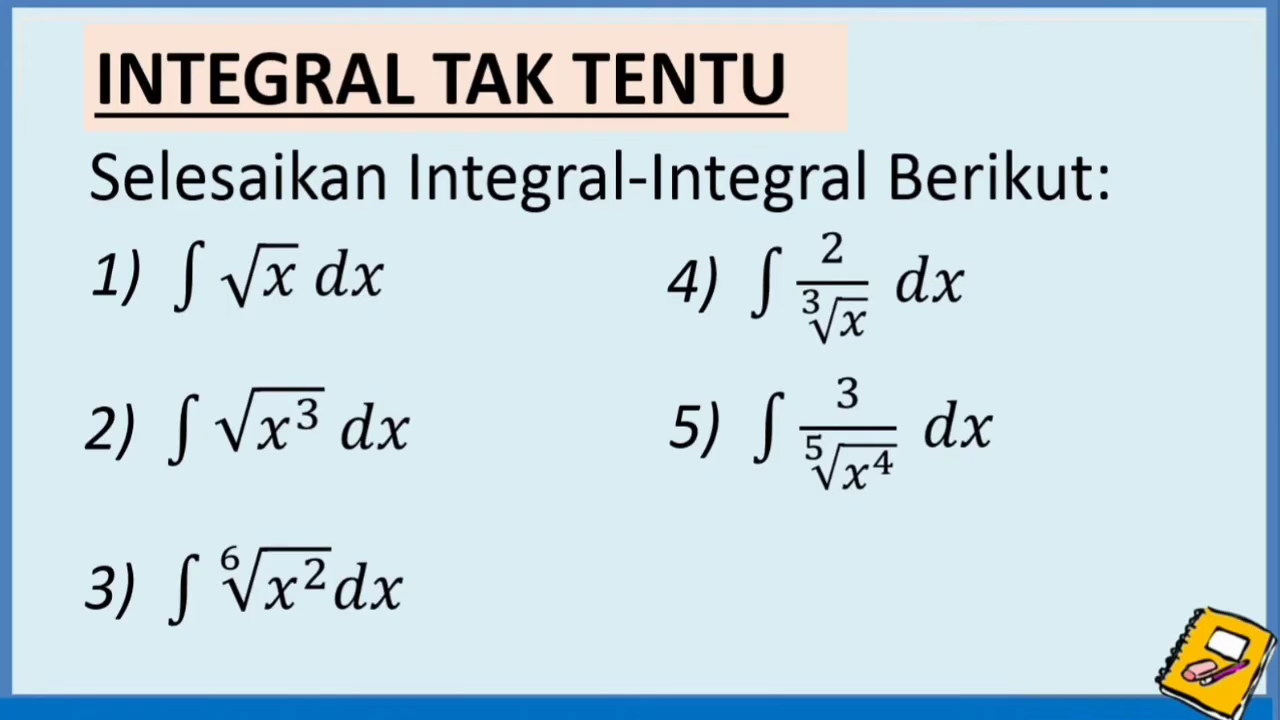 INTEGRAL TAK TENTU
Selesaikan Integral-Integral Berikut:
1) ∫ √x dx
2) ∫ √x³ dx
3) ∫ ⁶√x² dx
4) ∫ 2/³√x dx
5) ∫ 3/⁵√x⁴ dx